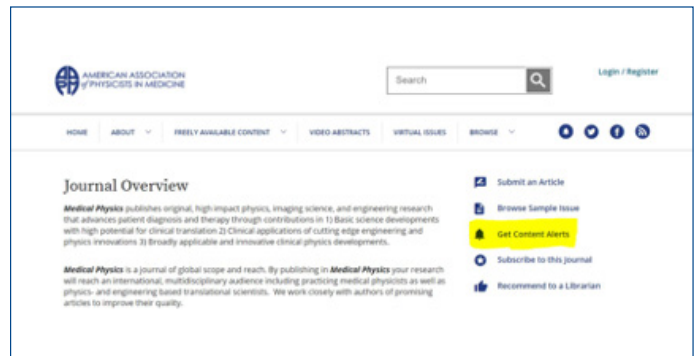 AMERICAN ASSOCIATION
of PHYSICISTS IN MEDICINE
Search
Login / Register
HOME
ABOUT
FREELY AVAILABLE CONTENT
VIDEO ABSTRACTS
VIRTUAL ISSUES
BROWSE
Journal Overview
Medical Physics publishes original, high impact physics, imaging science, and engineering research
that advances patient diagnosis and therapy through contributions in 1) Basic science developments
with high potential for clinical translation 2) Clinical applications of cutting edge engineering and
physics innovations 3) Broadly applicable and innovative clinical physics developments.
Medical Physics is a journal of global scope and reach. By publishing in Medical Physics your research
will reach an international, multidisciplinary audience including practicing medical physicists as well as
physics- and engineering based translational scientists. We work closely with authors of promising
articles to improve their quality.
Submit an Article
Browse Sample Issue
Get Content Alerts
Subscribe to this Journal
Recommend to a Librarian